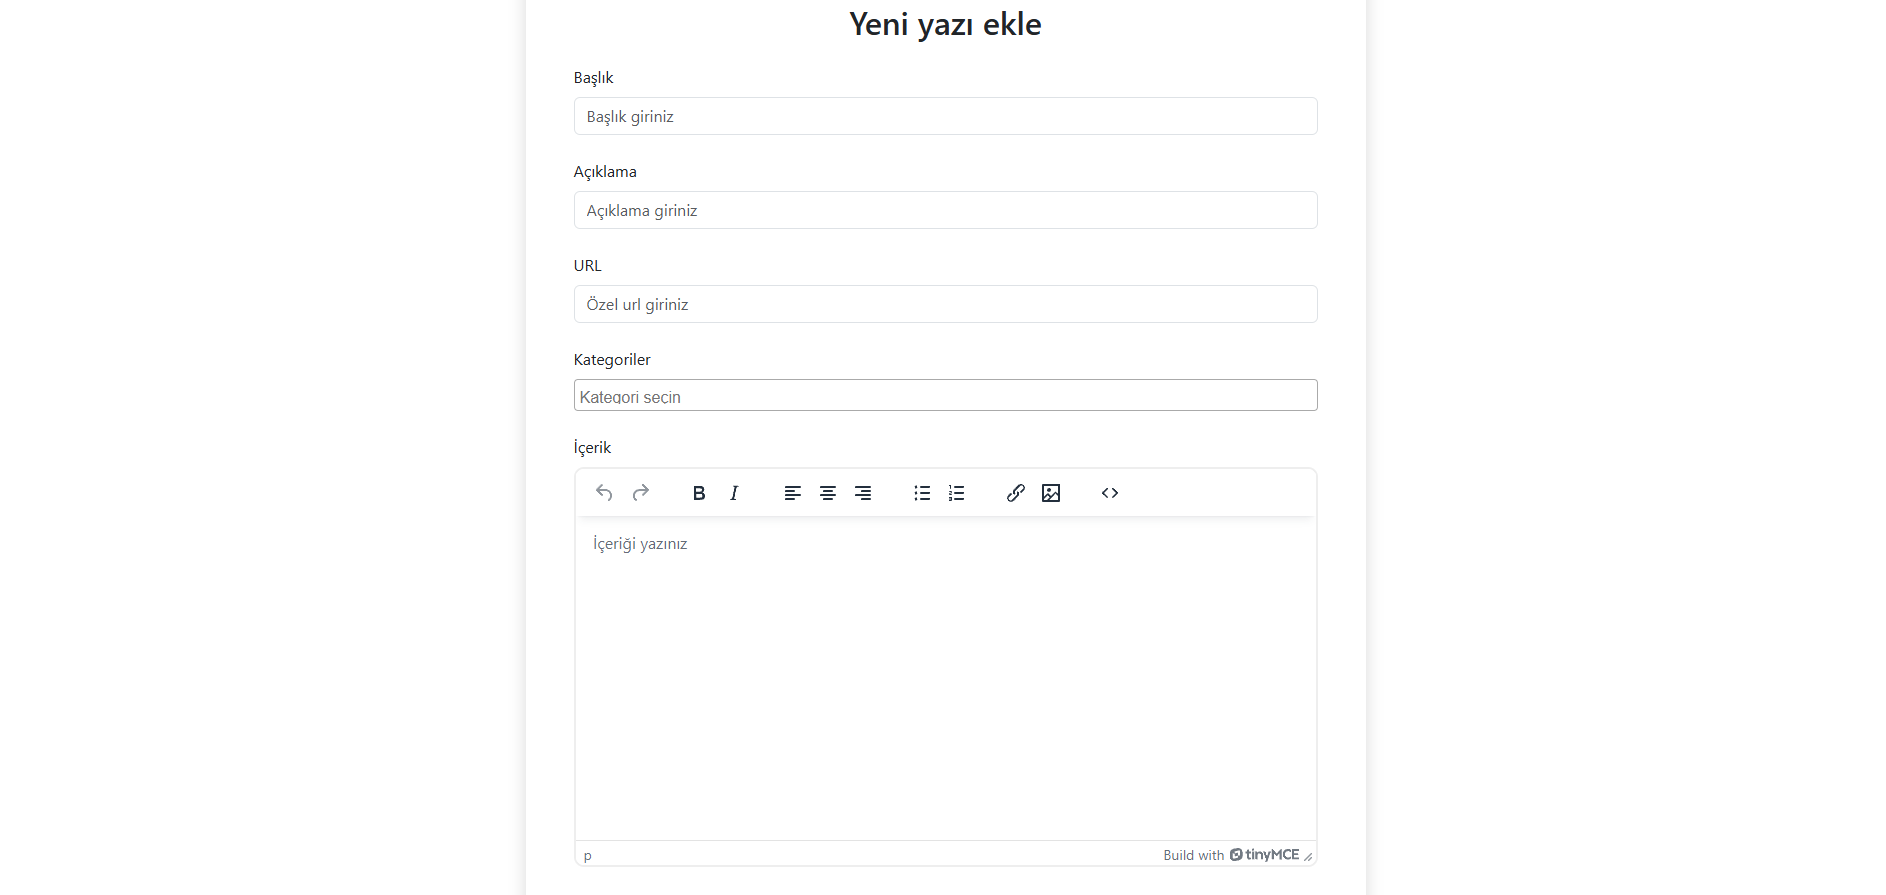 Yeni yazı ekle
Başlık
Başlık giriniz
Açıklama
Açıklama giriniz
URL
Özel url giriniz
Kategoriler
Kategori seçin
İçerik
B I
İçeriği yazınız
p
Build with tinyMCE